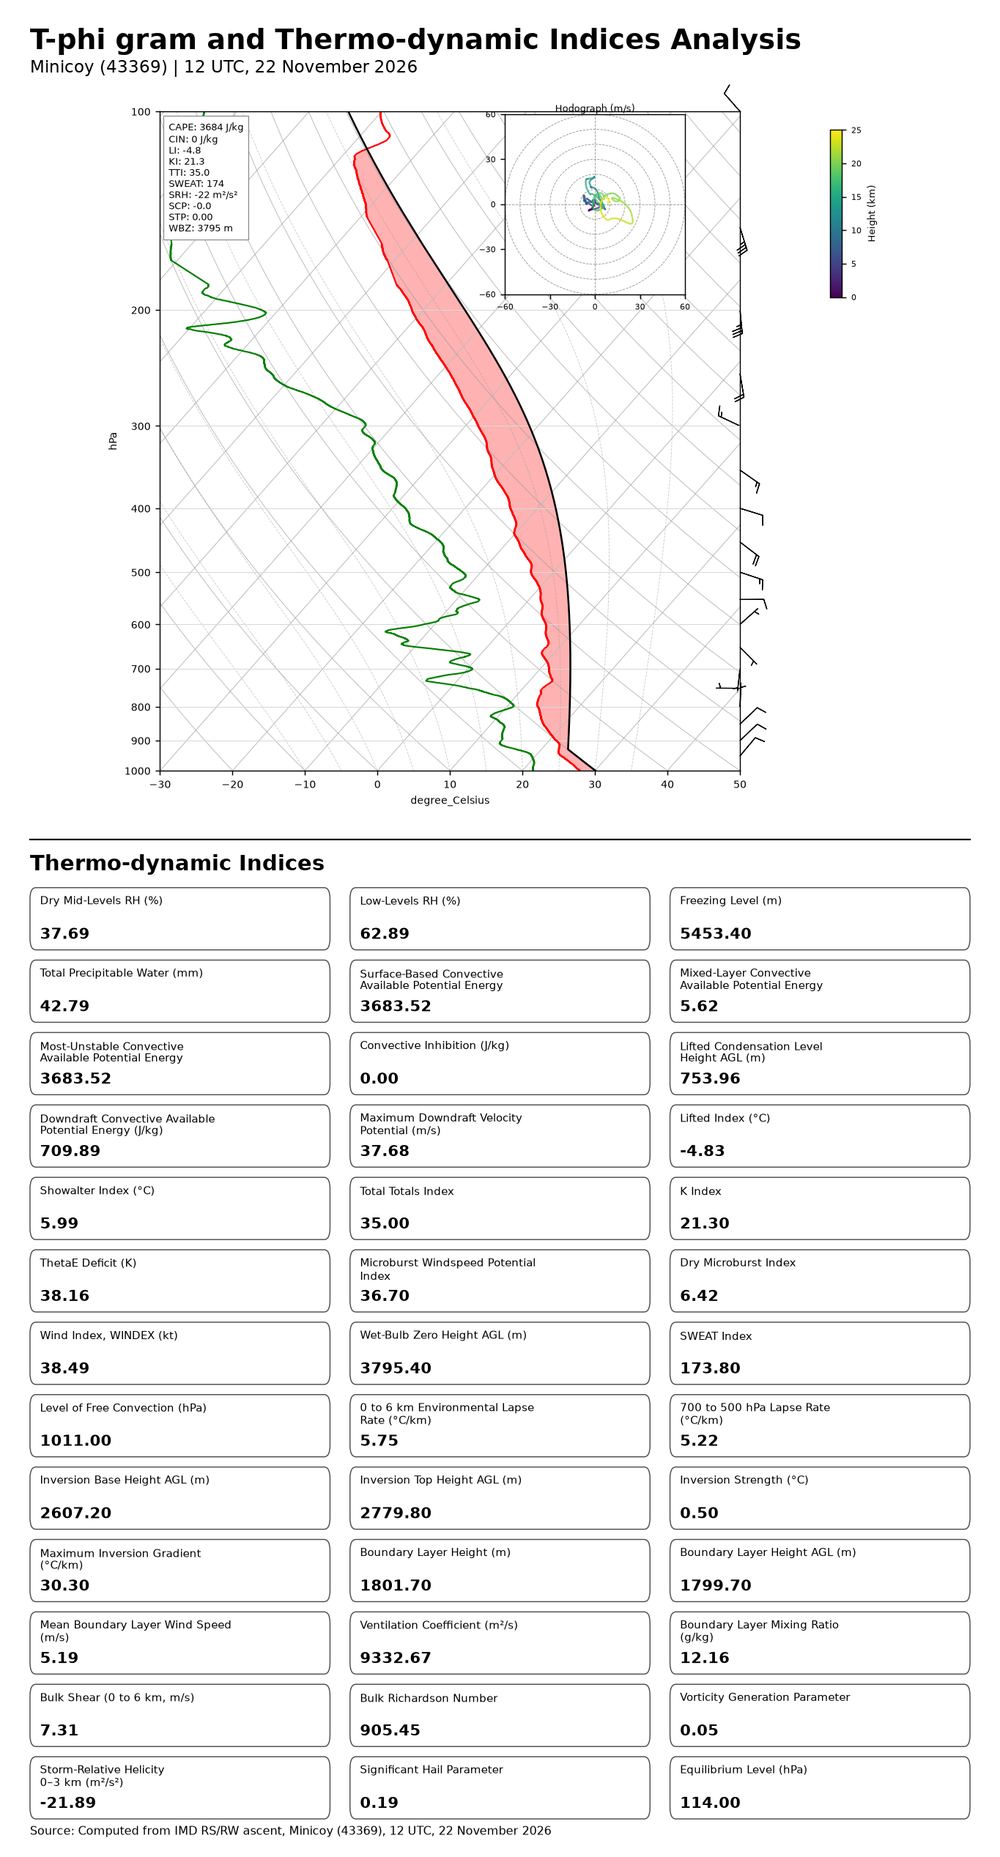 T-phi gram and Thermo-dynamic Indices Analysis
Minicoy (43369) | 12 UTC, 22 November 2026
Hodograph (m/s)
CAPE: 3684 J/kg
CIN: 0 J/kg
LI: -4.8
KI: 21.3
TTI: 35.0
SWEAT: 174
SRH: -22 m²/s²
SCP: -0.0
STP: 0.00
WBZ: 3795 m
60
30
0
−30
−60
−60 −30 0 30 60
25
20
15
10
5
0
Height (km)
100
200
300
400
500
600
700
800
900
1000
hPa
−30 −20 −10 0 10 20 30 40 50
degree_Celsius
Thermo-dynamic Indices
Dry Mid-Levels RH (%)
37.69
Low-Levels RH (%)
62.89
Freezing Level (m)
5453.40
Total Precipitable Water (mm)
42.79
Surface-Based Convective
Available Potential Energy
3683.52
Mixed-Layer Convective
Available Potential Energy
5.62
Most-Unstable Convective
Available Potential Energy
3683.52
Convective Inhibition (J/kg)
0.00
Lifted Condensation Level
Height AGL (m)
753.96
Downdraft Convective Available
Potential Energy (J/kg)
709.89
Maximum Downdraft Velocity
Potential (m/s)
37.68
Lifted Index (°C)
-4.83
Showalter Index (°C)
5.99
Total Totals Index
35.00
K Index
21.30
ThetaE Deficit (K)
38.16
Microburst Windspeed Potential
Index
36.70
Dry Microburst Index
6.42
Wind Index, WINDEX (kt)
38.49
Wet-Bulb Zero Height AGL (m)
3795.40
SWEAT Index
173.80
Level of Free Convection (hPa)
1011.00
0 to 6 km Environmental Lapse
Rate (°C/km)
5.75
700 to 500 hPa Lapse Rate
(°C/km)
5.22
Inversion Base Height AGL (m)
2607.20
Inversion Top Height AGL (m)
2779.80
Inversion Strength (°C)
0.50
Maximum Inversion Gradient
(°C/km)
30.30
Boundary Layer Height (m)
1801.70
Boundary Layer Height AGL (m)
1799.70
Mean Boundary Layer Wind Speed
(m/s)
5.19
Ventilation Coefficient (m²/s)
9332.67
Boundary Layer Mixing Ratio
(g/kg)
12.16
Bulk Shear (0 to 6 km, m/s)
7.31
Bulk Richardson Number
905.45
Vorticity Generation Parameter
0.05
Storm-Relative Helicity
0–3 km (m²/s²)
-21.89
Significant Hail Parameter
0.19
Equilibrium Level (hPa)
114.00
Source: Computed from IMD RS/RW ascent, Minicoy (43369), 12 UTC, 22 November 2026